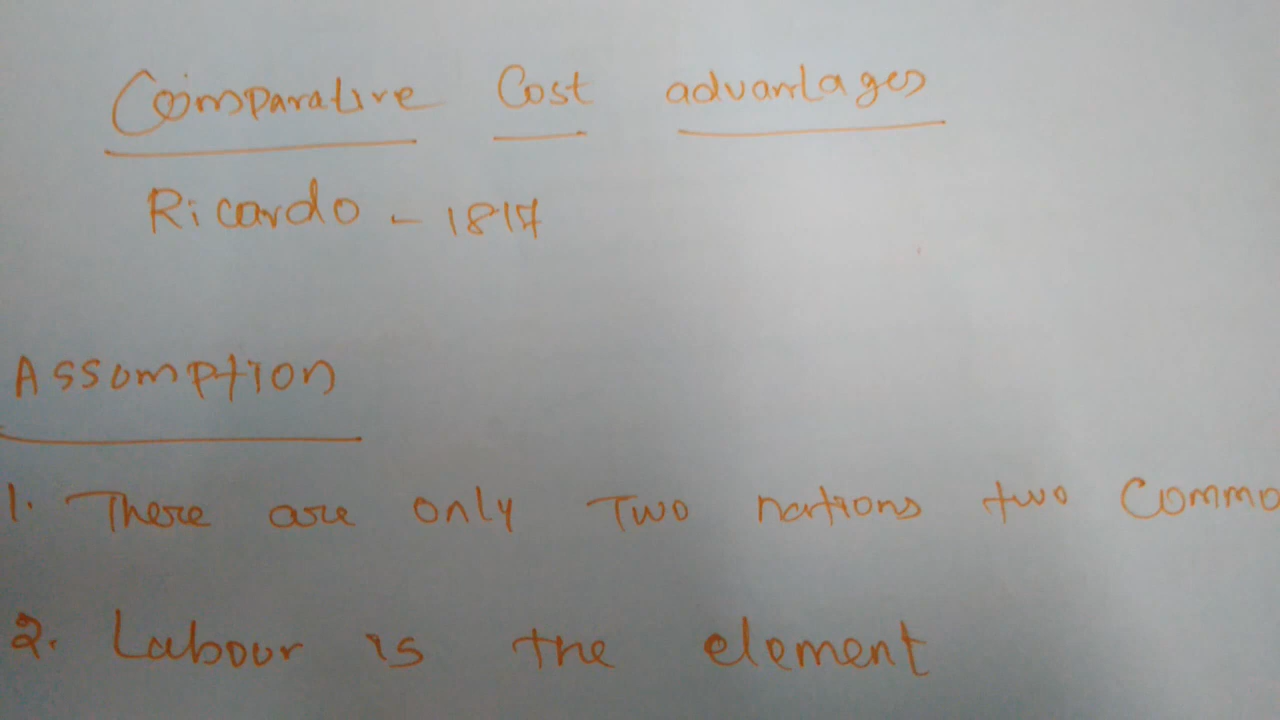 Comparative Cost advantages
Ricardo - 1817
Assumption
1. There are only Two nations two Commo
2. Labour is the element